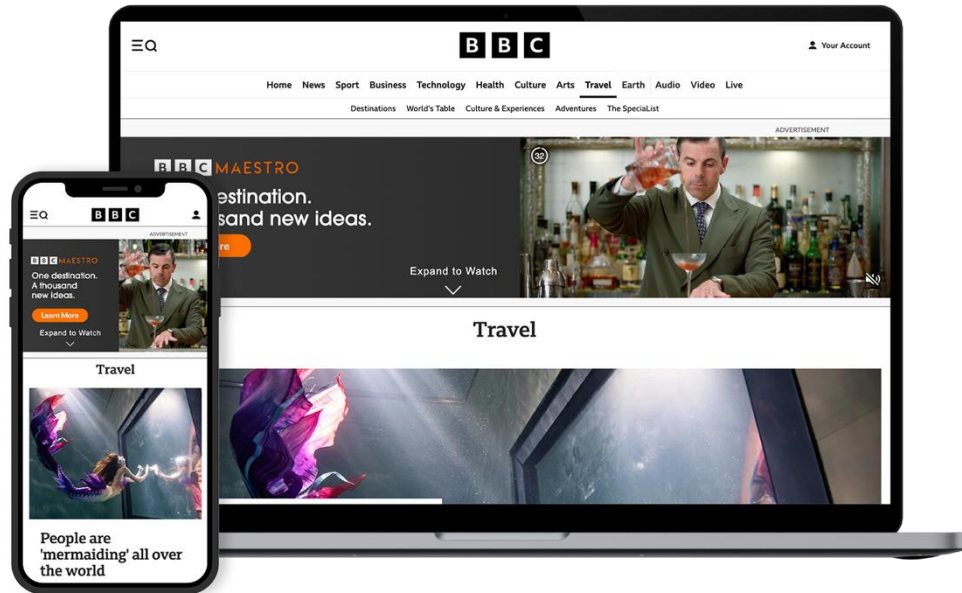 BBC
Your Account
Home News Sport Business Technology Health Culture Arts Travel Earth Audio Video Live
Destinations World's Table Culture & Experiences Adventures The SpeciaList
ADVERTISEMENT
BBC MAESTRO
estination.
sand new ideas.
re
Expand to Watch
32
Travel
BBC
ADVERTISEMENT
BBC MAESTRO
One destination.
A thousand
new ideas.
Learn More
Expand to Watch
Travel
People are
'mermaiding' all over
the world